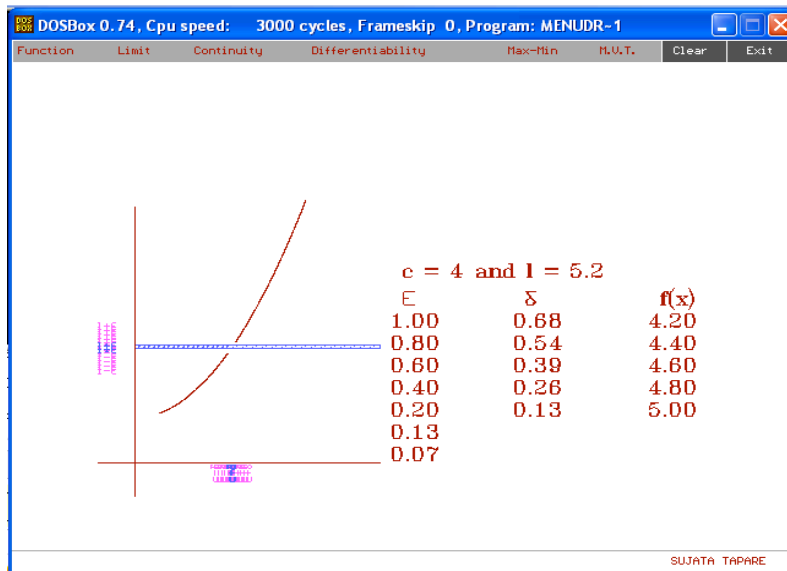 DOSBox 0.74, Cpu speed: 3000 cycles, Frameskip 0, Program: MENUDR~1
Function Limit Continuity Differentiability Max-Min M.V.T. Clear Exit
c = 4 and l = 5.2
E δ f(x)
1.00 0.68 4.20
0.80 0.54 4.40
0.60 0.39 4.60
0.40 0.26 4.80
0.20 0.13 5.00
0.13
0.07
SUJATA TAPARE